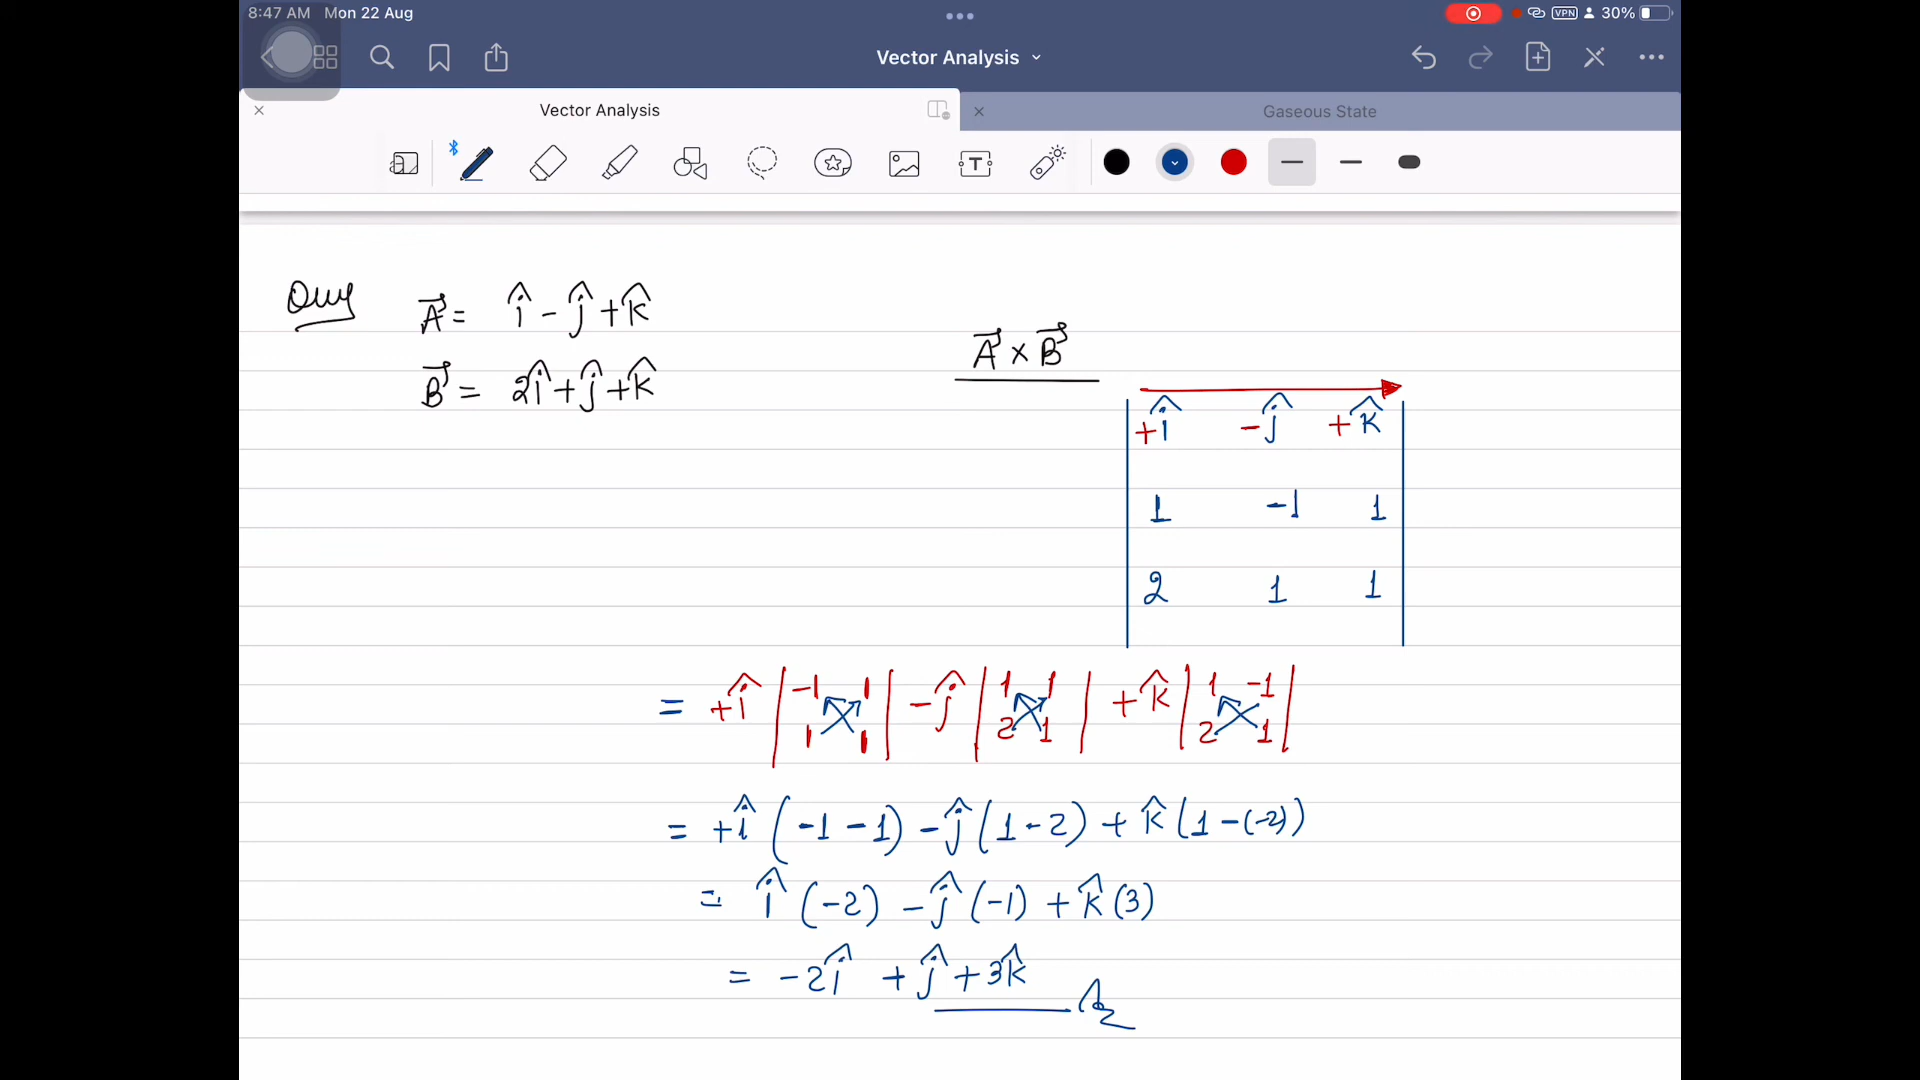 8:47 AM Mon 22 Aug
VPN 30%
Vector Analysis
Vector Analysis
Gaseous State
Ques
A⃗ = î - ĵ + k̂
B⃗ = 2î + ĵ + k̂
A⃗ × B⃗
+î -ĵ +k̂
1 -1 1
2 1 1
= +î | -1 1 | -ĵ | 1 1 | +k̂ | 1 -1 |
1 1 2 1 2 1
= +î (-1 -1) -ĵ (1-2) + k̂ (1-(-2))
= î (-2) -ĵ (-1) + k̂ (3)
= -2î + ĵ + 3k̂